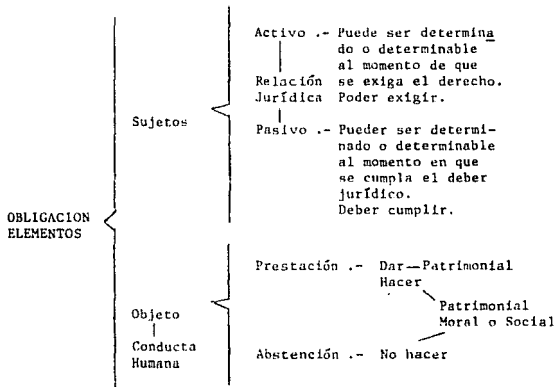 Activo .- Puede ser determina
do o determinable
al momento de que
Relación se exiga el derecho.
Jurídica Poder exigir.
Sujetos
Pasivo .- Pueder ser determi-
nado o determinable
al momento en que
se cumpla el deber
jurídico.
Deber cumplir.
OBLIGACION
ELEMENTOS
Prestación .- Dar—Patrimonial
Hacer
Patrimonial
Moral o Social
Objeto
Conducta
Humana
Abstención .- No hacer